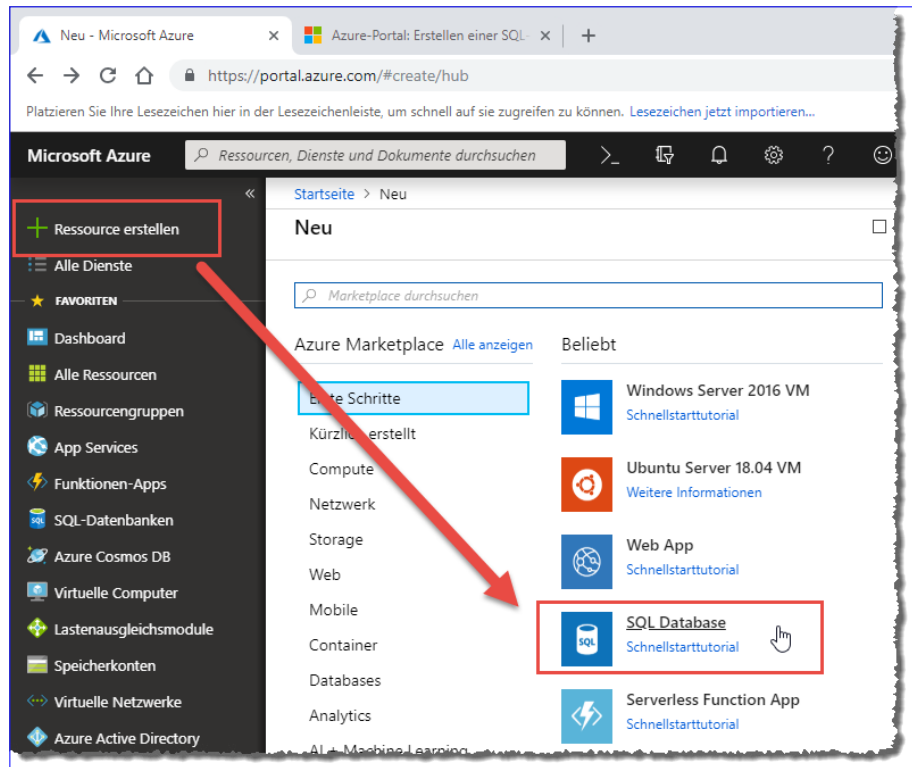 Neu - Microsoft Azure
Azure-Portal: Erstellen einer SQL-
https://portal.azure.com/#create/hub
Platzieren Sie Ihre Lesezeichen hier in der Lesezeichenleiste, um schnell auf sie zugreifen zu können. Lesezeichen jetzt importieren...
Microsoft Azure
Ressourcen, Dienste und Dokumente durchsuchen
Startseite > Neu
Ressource erstellen
Neu
Alle Dienste
FAVORITEN
Dashboard
Alle Ressourcen
Ressourcengruppen
App Services
Funktionen-Apps
SQL-Datenbanken
Azure Cosmos DB
Virtuelle Computer
Lastenausgleichsmodule
Speicherkonten
Virtuelle Netzwerke
Azure Active Directory
Marketplace durchsuchen
Azure Marketplace Alle anzeigen
Erste Schritte
Kürzlich erstellt
Compute
Netzwerk
Storage
Web
Mobile
Container
Databases
Analytics
AI + Machine Learning
Beliebt
Windows Server 2016 VM
Schnellstarttutorial
Ubuntu Server 18.04 VM
Weitere Informationen
Web App
Schnellstarttutorial
SQL Database
Schnellstarttutorial
Serverless Function App
Schnellstarttutorial